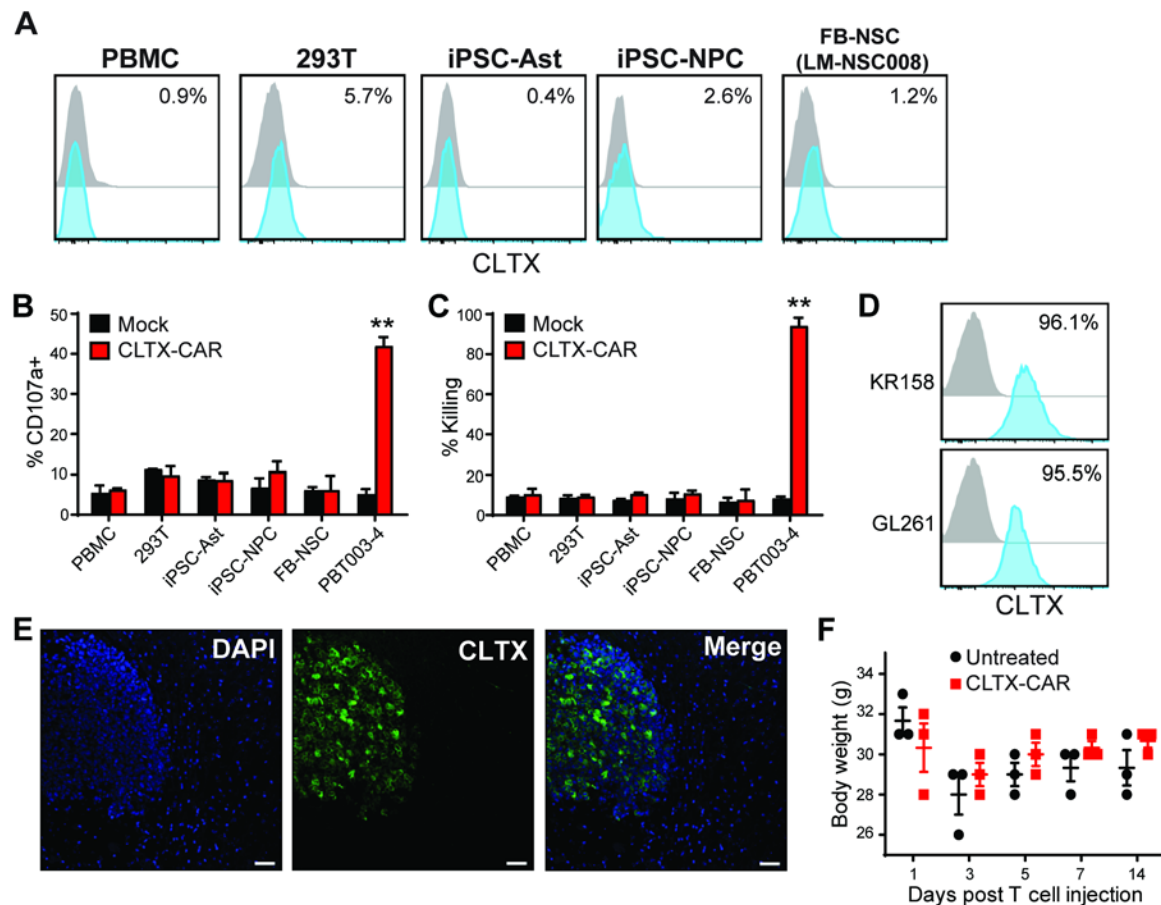 A
PBMC
0.9%
293T
5.7%
iPSC-Ast
0.4%
iPSC-NPC
2.6%
FB-NSC
(LM-NSC008)
1.2%
CLTX
B
50
40
30
20
10
0
% CD107a+
Mock
CLTX-CAR
**
PBMC
293T
iPSC-Ast
iPSC-NPC
FB-NSC
PBT003-4
C
100
80
60
40
20
0
% Killing
Mock
CLTX-CAR
**
PBMC
293T
iPSC-Ast
iPSC-NPC
FB-NSC
PBT003-4
D
KR158
96.1%
GL261
95.5%
CLTX
E
DAPI
CLTX
Merge
F
Untreated
CLTX-CAR
34
32
30
28
26
Body weight (g)
1 3 5 7 14
Days post T cell injection